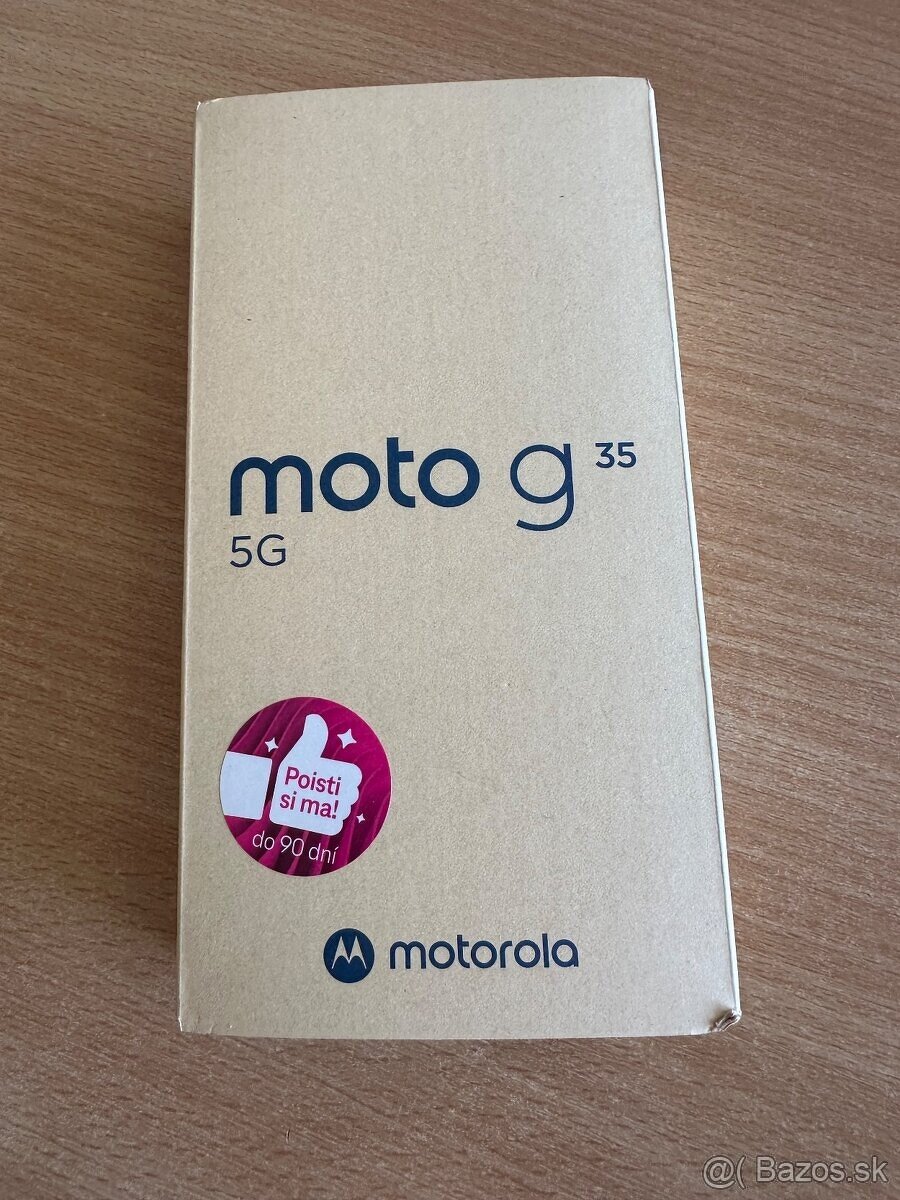 moto g 35
5G
Poisti
si ma!
do 90 dní
motorola
@( Bazos.sk